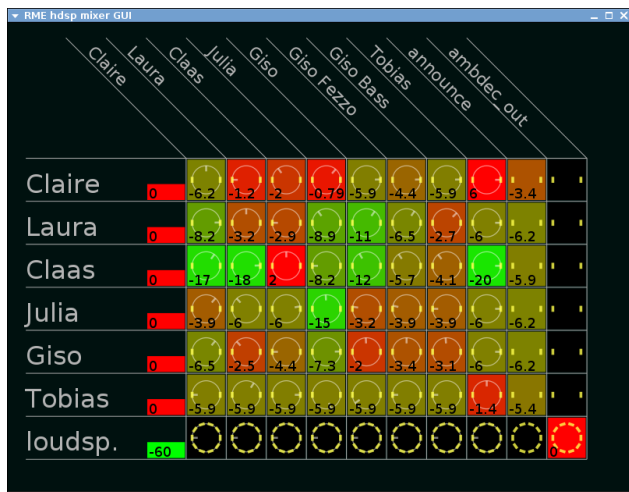 RME hdsp mixer GUI
Claire
Laura
Claas
Julia
Giso
Giso Fezzo
Giso Bass
Tobias
announce
ambdec_out
Claire 0 -6.2 -1.2 -2 -0.79 -5.9 -4.4 -5.9 6 -3.4
Laura 0 -8.2 -3.2 -2.9 -8.9 -11 -6.5 -2.7 -6 -6.2
Claas 0 -17 -18 2 -8.2 -12 -5.7 -4.1 -20 -5.9
Julia 0 -3.9 -6 -6 -15 -3.2 -3.9 -3.9 -6 -6.2
Giso 0 -6.5 -2.5 -4.4 -7.3 -2 -3.4 -3.1 -6 -6.2
Tobias 0 -5.9 -5.9 -5.9 -5.9 -5.9 -5.9 -5.9 -1.4 -5.4
loudsp. -60 0